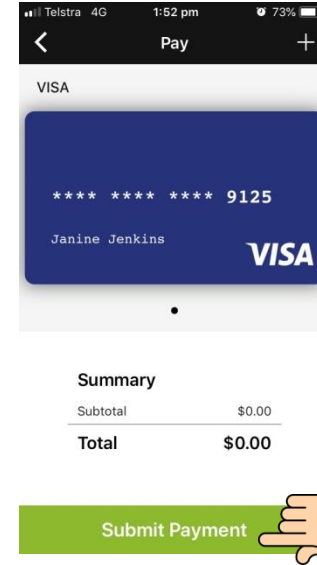 Telstra 4G 1:52 pm 73%
Pay
VISA
**** **** **** 9125
Janine Jenkins
VISA
Summary
Subtotal $0.00
Total $0.00
Submit Payment